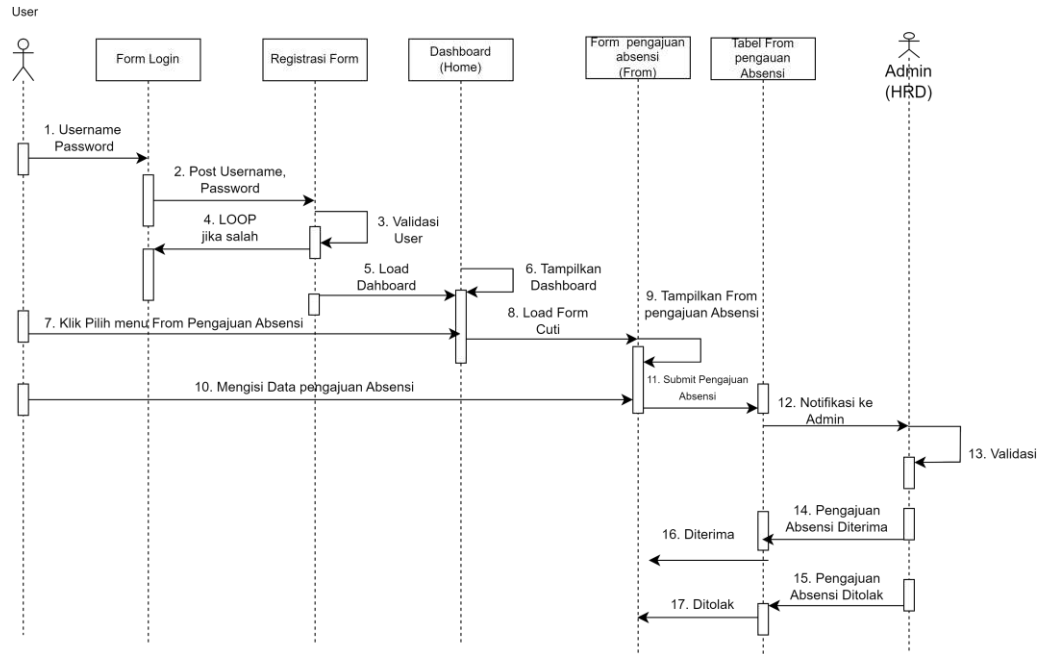 User
Form Login
Registrasi Form
Dashboard
(Home)
Form pengajuan
absensi
(From)
Tabel From
pengauan
Absensi
Admin
(HRD)
1. Username
Password
2. Post Username,
Password
3. Validasi
User
4. LOOP
jika salah
5. Load
Dahboard
6. Tampilkan
Dashboard
7. Klik Pilih menu From Pengajuan Absensi
8. Load Form
Cuti
9. Tampilkan From
pengajuan Absensi
10. Mengisi Data pengajuan Absensi
11. Submit Pengajuan
Absensi
12. Notifikasi ke
Admin
13. Validasi
14. Pengajuan
Absensi Diterima
16. Diterima
15. Pengajuan
Absensi Ditolak
17. Ditolak